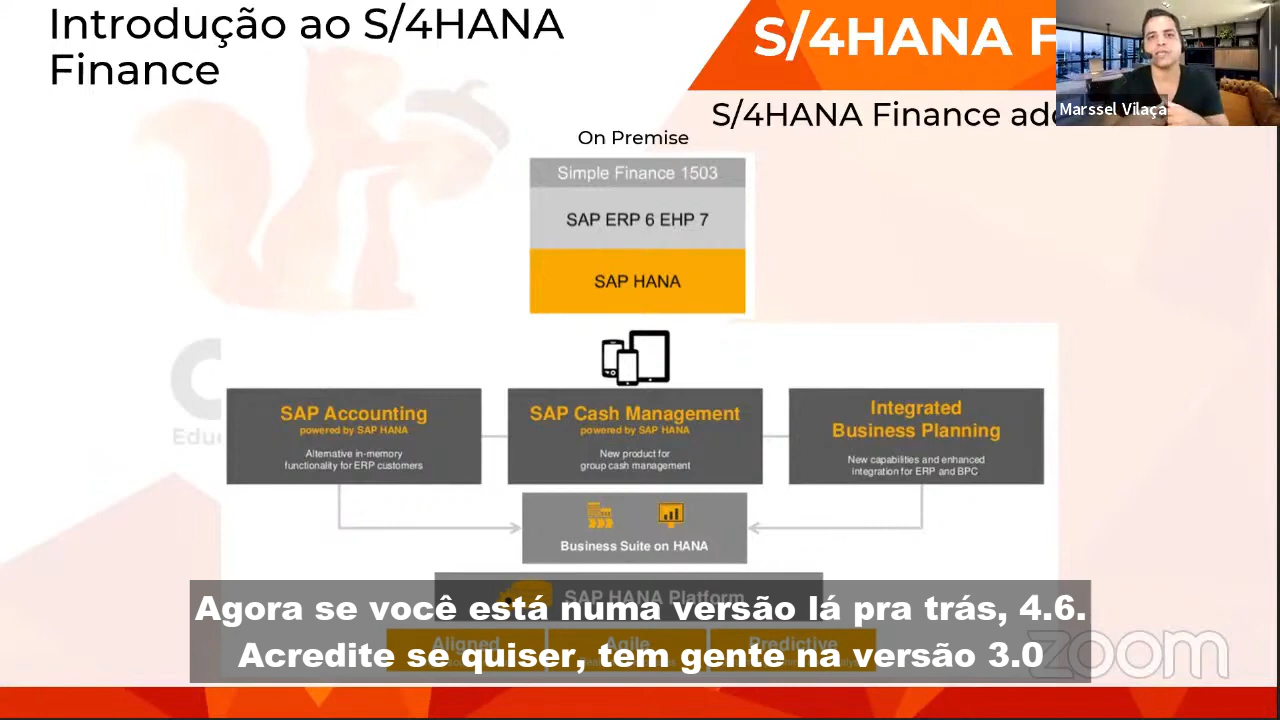 Introdução ao S/4HANA
Finance
S/4HANA F
S/4HANA Finance ado
Marssel Vilaça
On Premise
Simple Finance 1503
SAP ERP 6 EHP 7
SAP HANA
SAP Accounting
powered by SAP HANA
Alternative in-memory
functionality for ERP customers
SAP Cash Management
powered by SAP HANA
New product for
group cash management
Integrated
Business Planning
New capabilities and enhanced
integration for ERP and BPC
Business Suite on HANA
SAP HANA Platform
Aligned
Agile
Predictive
Agora se você está numa versão lá pra trás, 4.6.
Acredite se quiser, tem gente na versão 3.0
zoom